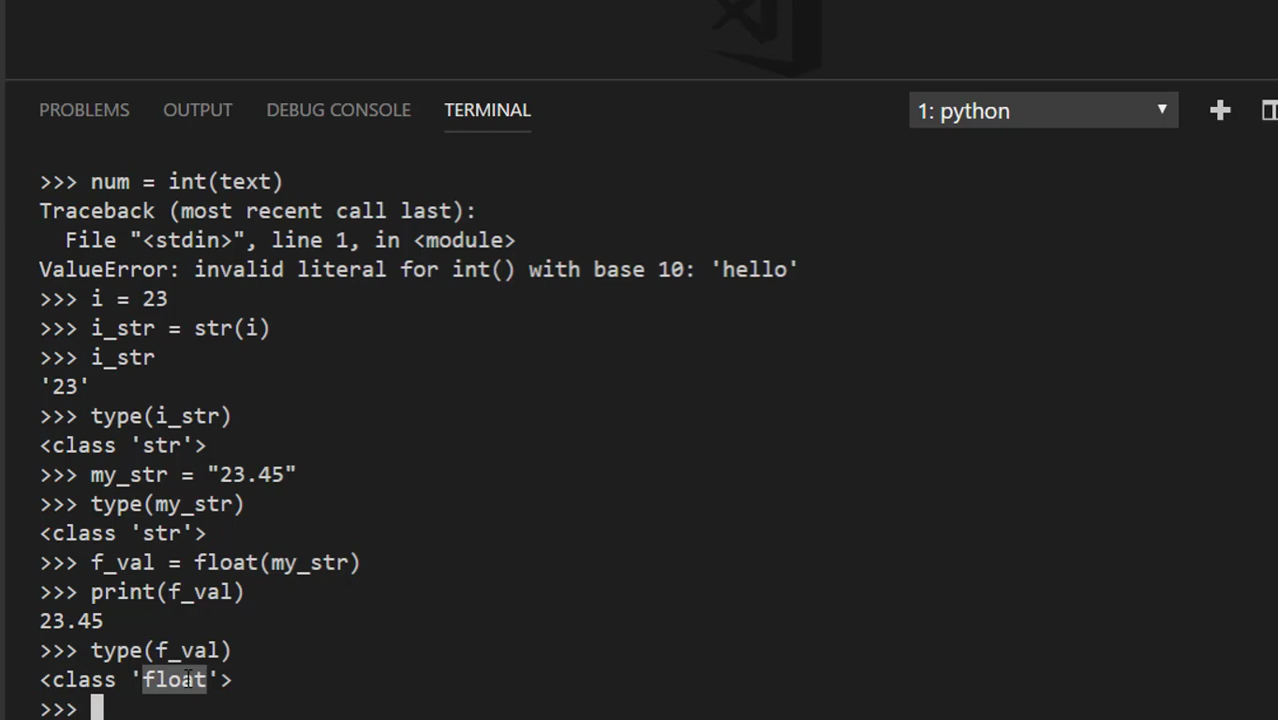 PROBLEMS OUTPUT DEBUG CONSOLE TERMINAL 1: python
>>> num = int(text)
Traceback (most recent call last):
  File "<stdin>", line 1, in <module>
ValueError: invalid literal for int() with base 10: 'hello'
>>> i = 23
>>> i_str = str(i)
>>> i_str
'23'
>>> type(i_str)
<class 'str'>
>>> my_str = "23.45"
>>> type(my_str)
<class 'str'>
>>> f_val = float(my_str)
>>> print(f_val)
23.45
>>> type(f_val)
<class 'float'>
>>>